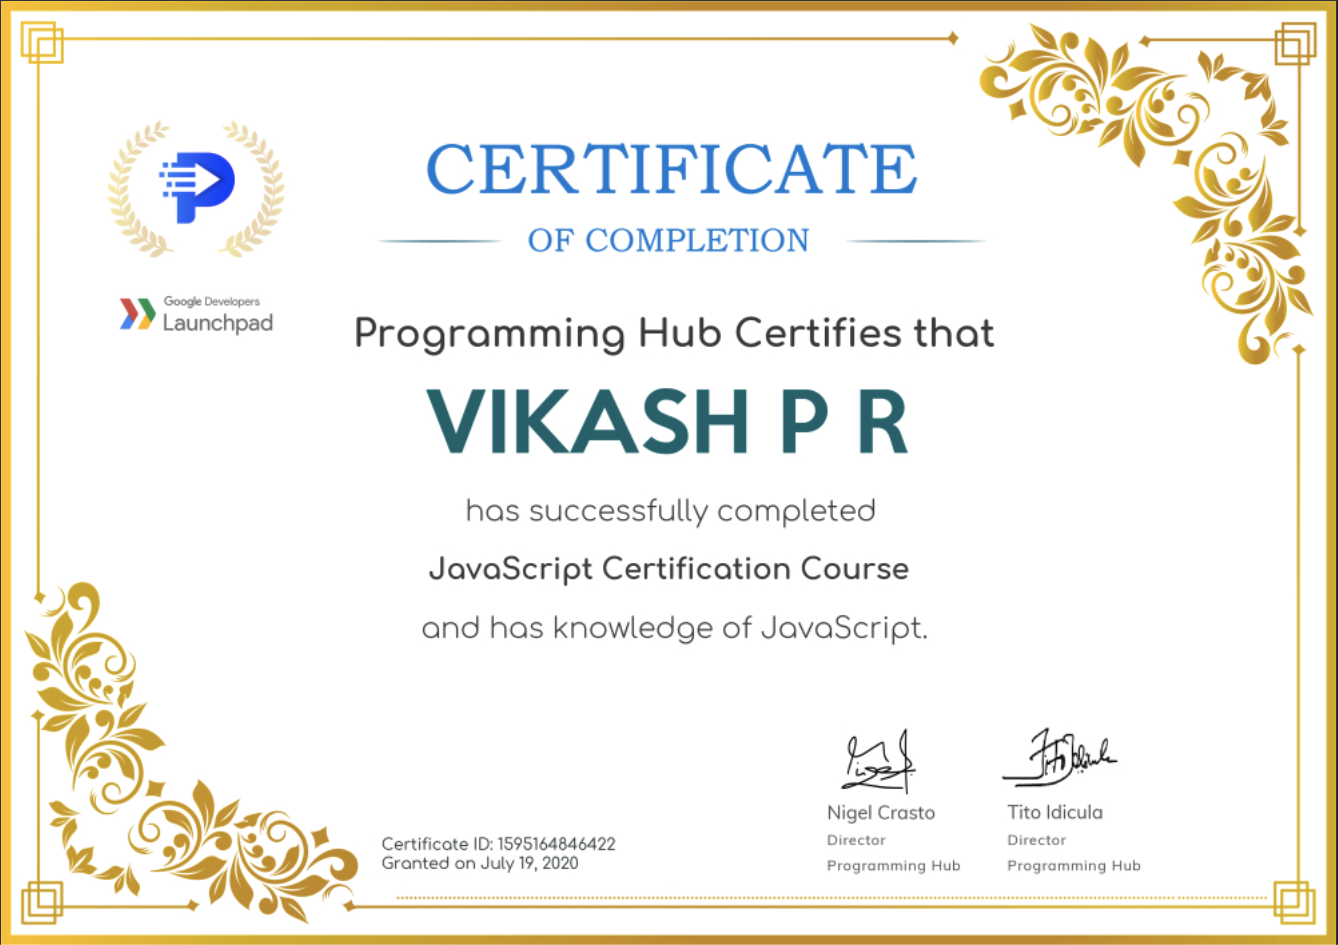 CERTIFICATE
OF COMPLETION
Google Developers
Launchpad
Programming Hub Certifies that
VIKASH P R
has successfully completed
JavaScript Certification Course
and has knowledge of JavaScript.
Nigel Crasto
Director
Programming Hub
Tito Idicula
Director
Programming Hub
Certificate ID: 1595164846422
Granted on July 19, 2020